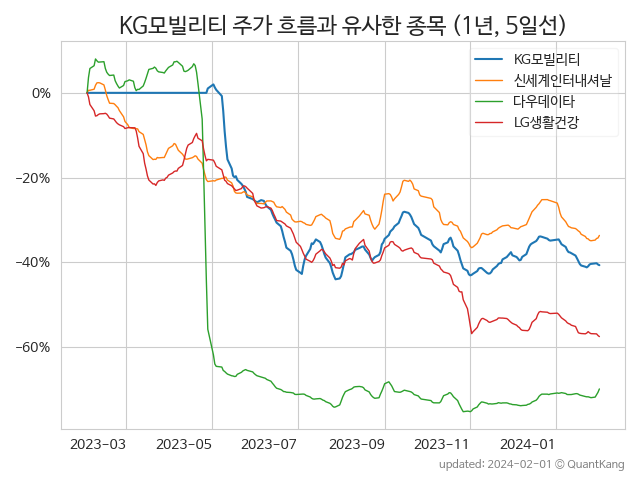 KG모빌리티 주가 흐름과 유사한 종목 (1년, 5일선)
KG모빌리티
신세계인터내셔날
다우데이타
LG생활건강
0%
−20%
−40%
−60%
2023-03 2023-05 2023-07 2023-09 2023-11 2024-01
updated: 2024-02-01 © QuantKang